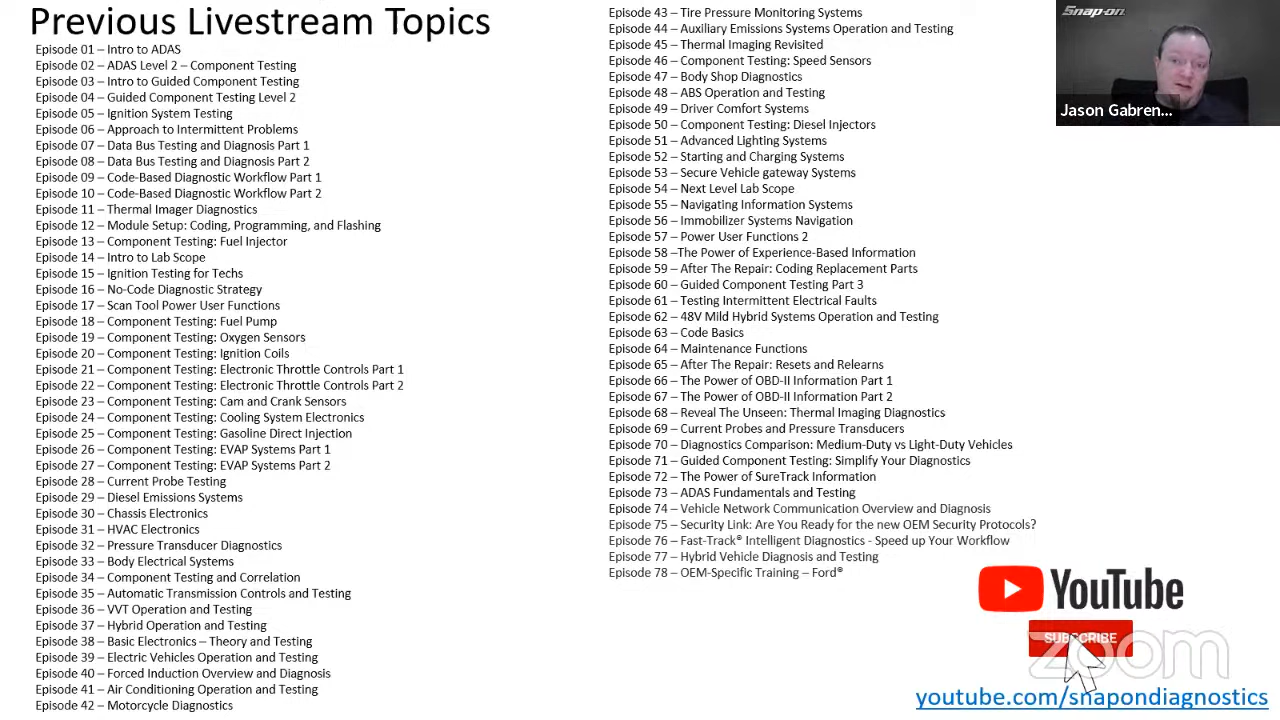 Previous Livestream Topics
Episode 01 – Intro to ADAS
Episode 02 – ADAS Level 2 – Component Testing
Episode 03 – Intro to Guided Component Testing
Episode 04 – Guided Component Testing Level 2
Episode 05 – Ignition System Testing
Episode 06 – Approach to Intermittent Problems
Episode 07 – Data Bus Testing and Diagnosis Part 1
Episode 08 – Data Bus Testing and Diagnosis Part 2
Episode 09 – Code-Based Diagnostic Workflow Part 1
Episode 10 – Code-Based Diagnostic Workflow Part 2
Episode 11 – Thermal Imager Diagnostics
Episode 12 – Module Setup: Coding, Programming, and Flashing
Episode 13 – Component Testing: Fuel Injector
Episode 14 – Intro to Lab Scope
Episode 15 – Ignition Testing for Techs
Episode 16 – No-Code Diagnostic Strategy
Episode 17 – Scan Tool Power User Functions
Episode 18 – Component Testing: Fuel Pump
Episode 19 – Component Testing: Oxygen Sensors
Episode 20 – Component Testing: Ignition Coils
Episode 21 – Component Testing: Electronic Throttle Controls Part 1
Episode 22 – Component Testing: Electronic Throttle Controls Part 2
Episode 23 – Component Testing: Cam and Crank Sensors
Episode 24 – Component Testing: Cooling System Electronics
Episode 25 – Component Testing: Gasoline Direct Injection
Episode 26 – Component Testing: EVAP Systems Part 1
Episode 27 – Component Testing: EVAP Systems Part 2
Episode 28 – Current Probe Testing
Episode 29 – Diesel Emissions Systems
Episode 30 – Chassis Electronics
Episode 31 – HVAC Electronics
Episode 32 – Pressure Transducer Diagnostics
Episode 33 – Body Electrical Systems
Episode 34 – Component Testing and Correlation
Episode 35 – Automatic Transmission Controls and Testing
Episode 36 – VVT Operation and Testing
Episode 37 – Hybrid Operation and Testing
Episode 38 – Basic Electronics – Theory and Testing
Episode 39 – Electric Vehicles Operation and Testing
Episode 40 – Forced Induction Overview and Diagnosis
Episode 41 – Air Conditioning Operation and Testing
Episode 42 – Motorcycle Diagnostics
Episode 43 – Tire Pressure Monitoring Systems
Episode 44 – Auxiliary Emissions Systems Operation and Testing
Episode 45 – Thermal Imaging Revisited
Episode 46 – Component Testing: Speed Sensors
Episode 47 – Body Shop Diagnostics
Episode 48 – ABS Operation and Testing
Episode 49 – Driver Comfort Systems
Episode 50 – Component Testing: Diesel Injectors
Episode 51 – Advanced Lighting Systems
Episode 52 – Starting and Charging Systems
Episode 53 – Secure Vehicle gateway Systems
Episode 54 – Next Level Lab Scope
Episode 55 – Navigating Information Systems
Episode 56 – Immobilizer Systems Navigation
Episode 57 – Power User Functions 2
Episode 58 –The Power of Experience-Based Information
Episode 59 – After The Repair: Coding Replacement Parts
Episode 60 – Guided Component Testing Part 3
Episode 61 – Testing Intermittent Electrical Faults
Episode 62 – 48V Mild Hybrid Systems Operation and Testing
Episode 63 – Code Basics
Episode 64 – Maintenance Functions
Episode 65 – After The Repair: Resets and Relearns
Episode 66 – The Power of OBD-II Information Part 1
Episode 67 – The Power of OBD-II Information Part 2
Episode 68 – Reveal The Unseen: Thermal Imaging Diagnostics
Episode 69 – Current Probes and Pressure Transducers
Episode 70 – Diagnostics Comparison: Medium-Duty vs Light-Duty Vehicles
Episode 71 – Guided Component Testing: Simplify Your Diagnostics
Episode 72 – The Power of SureTrack Information
Episode 73 – ADAS Fundamentals and Testing
Episode 74 – Vehicle Network Communication Overview and Diagnosis
Episode 75 – Security Link: Are You Ready for the new OEM Security Protocols?
Episode 76 – Fast-Track® Intelligent Diagnostics - Speed up Your Workflow
Episode 77 – Hybrid Vehicle Diagnosis and Testing
Episode 78 – OEM-Specific Training – Ford®
Snap-on
Jason Gabren...
YouTube
SUBSCRIBE
zoom
youtube.com/snapondiagnostics